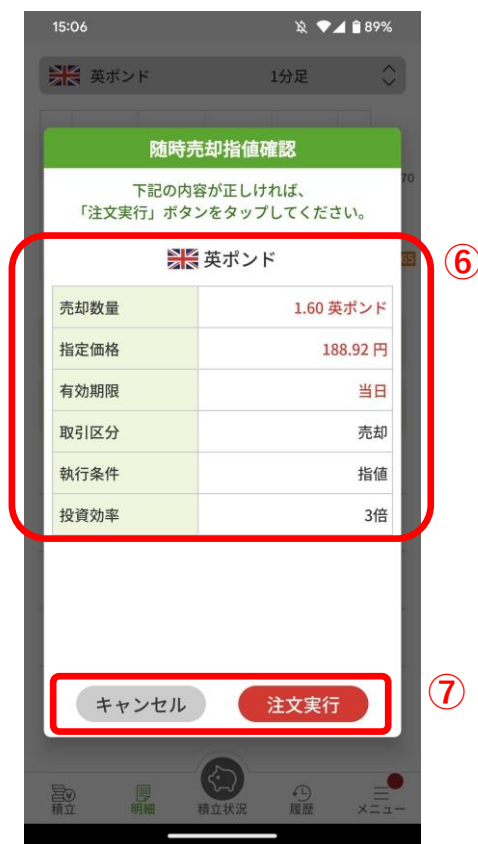 15:06 89%
英ポンド 1分足
随時売却指値確認
70
下記の内容が正しければ、
「注文実行」ボタンをタップしてください。
⑥
英ポンド
65
売却数量 1.60 英ポンド
指定価格 188.92 円
有効期限 当日
取引区分 売却
執行条件 指値
投資効率 3倍
⑦
キャンセル 注文実行
積立 明細 積立状況 履歴 メニュー